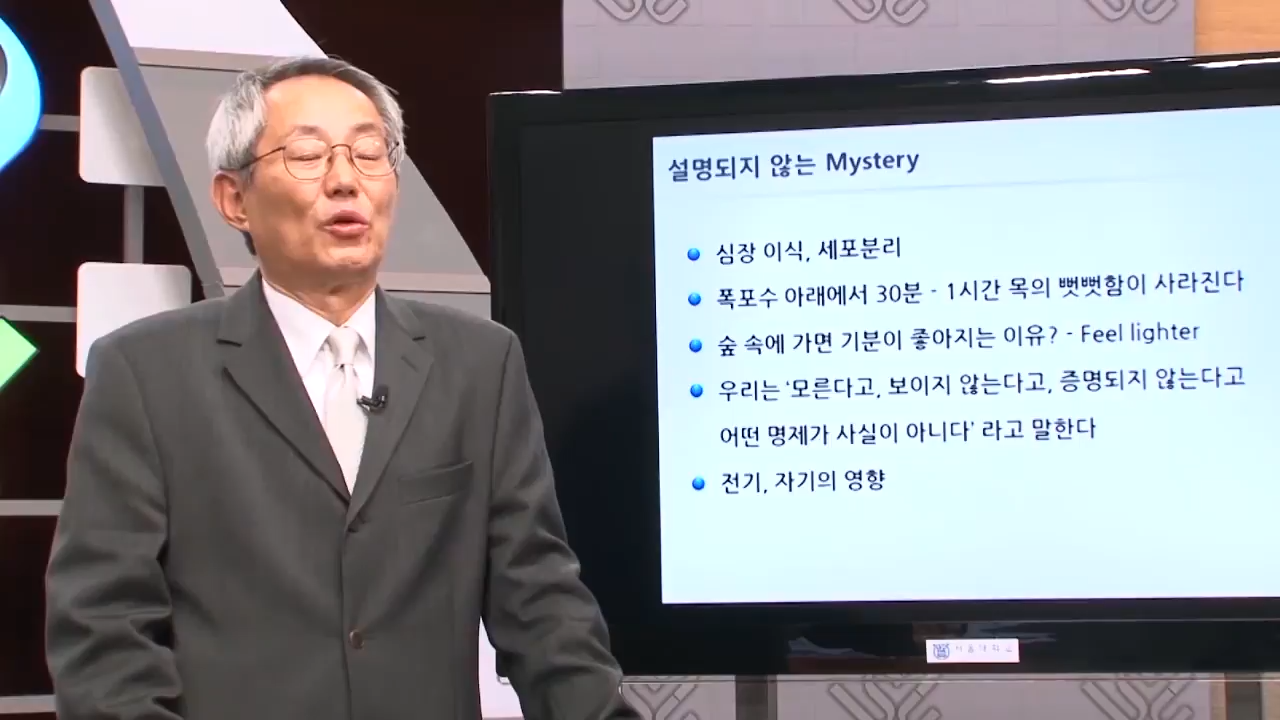 설명되지 않는 Mystery
심장 이식, 세포분리
폭포수 아래에서 30분 - 1시간 목의 뻣뻣함이 사라진다
숲 속에 가면 기분이 좋아지는 이유? - Feel lighter
우리는 ‘모른다고, 보이지 않는다고, 증명되지 않는다고
어떤 명제가 사실이 아니다’ 라고 말한다
전기, 자기의 영향
서울대학교